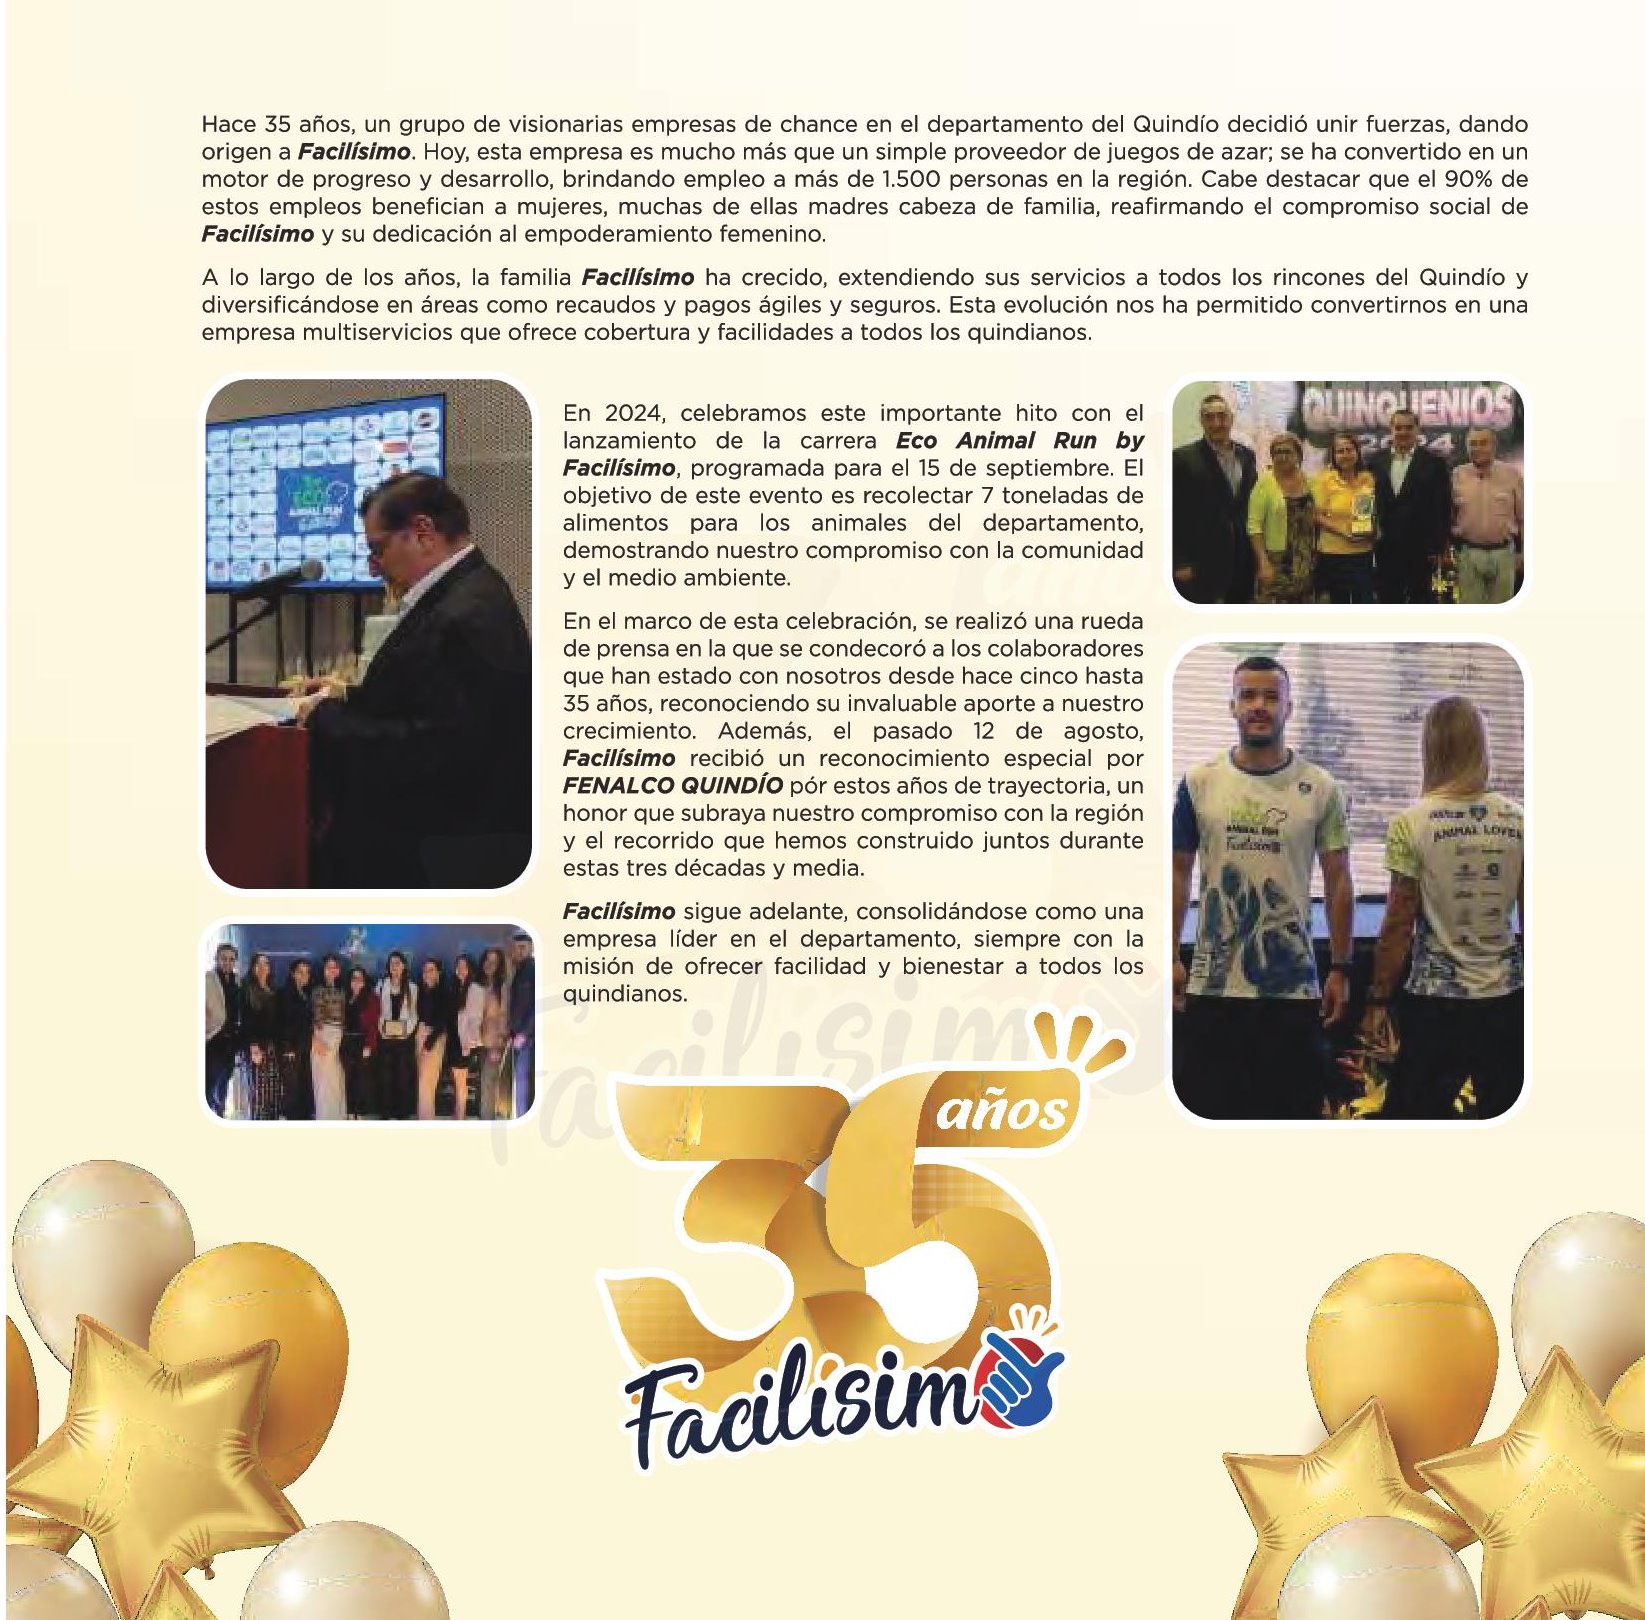 Hace 35 años, un grupo de visionarias empresas de chance en el departamento del Quindío decidió unir fuerzas, dando
origen a Facilísimo. Hoy, esta empresa es mucho más que un simple proveedor de juegos de azar; se ha convertido en un
motor de progreso y desarrollo, brindando empleo a más de 1.500 personas en la región. Cabe destacar que el 90% de
estos empleos benefician a mujeres, muchas de ellas madres cabeza de familia, reafirmando el compromiso social de
Facilísimo y su dedicación al empoderamiento femenino.
A lo largo de los años, la familia Facilísimo ha crecido, extendiendo sus servicios a todos los rincones del Quindío y
diversificándose en áreas como recaudos y pagos ágiles y seguros. Esta evolución nos ha permitido convertirnos en una
empresa multiservicios que ofrece cobertura y facilidades a todos los quindianos.
En 2024, celebramos este importante hito con el
lanzamiento de la carrera Eco Animal Run by
Facilísimo, programada para el 15 de septiembre. El
objetivo de este evento es recolectar 7 toneladas de
alimentos para los animales del departamento,
demostrando nuestro compromiso con la comunidad
y el medio ambiente.
En el marco de esta celebración, se realizó una rueda
de prensa en la que se condecoró a los colaboradores
que han estado con nosotros desde hace cinco hasta
35 años, reconociendo su invaluable aporte a nuestro
crecimiento. Además, el pasado 12 de agosto,
Facilísimo recibió un reconocimiento especial por
FENALCO QUINDÍO pór estos años de trayectoria, un
honor que subraya nuestro compromiso con la región
y el recorrido que hemos construido juntos durante
estas tres décadas y media.
Facilísimo sigue adelante, consolidándose como una
empresa líder en el departamento, siempre con la
misión de ofrecer facilidad y bienestar a todos los
quindianos.
ECO
ANIMAL RUN
QUINQUENIOS
2024
ANIMAL RUN
Facilísimo
ANIMAL LOVER
años
Facilísim
35
años
Facilísim